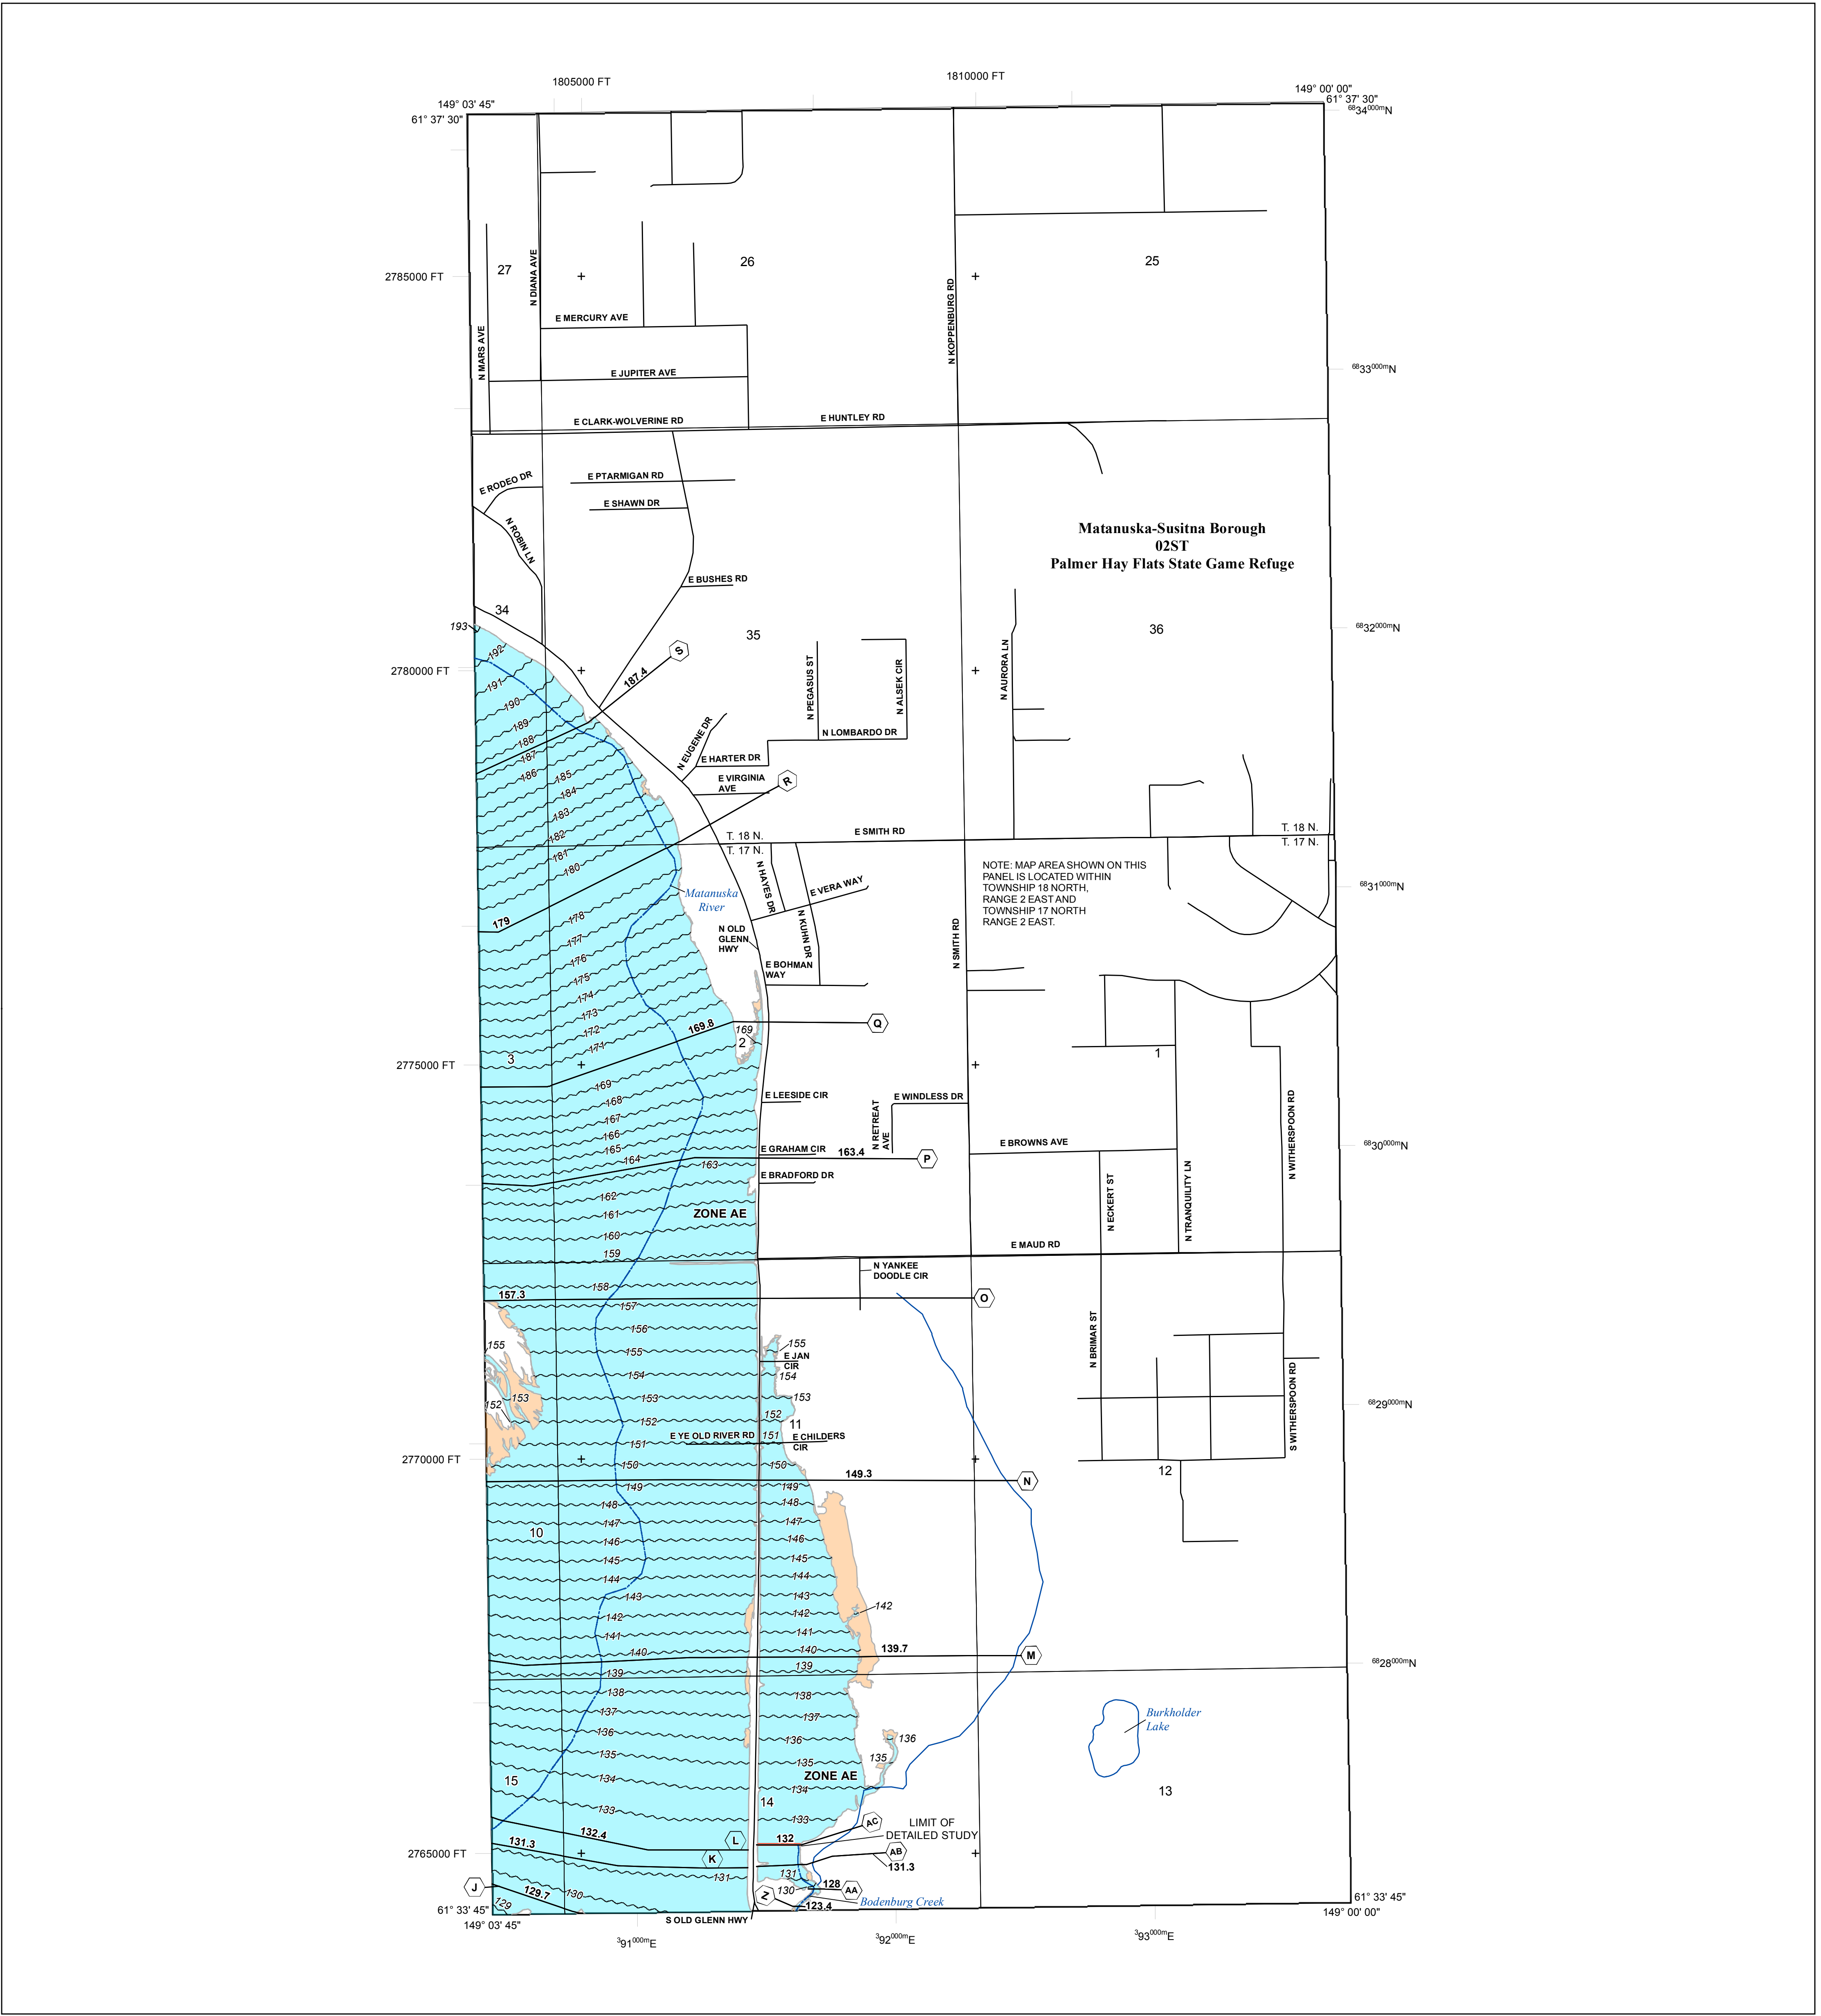 1805000 FT
1810000 FT
149° 03' 45"
149° 00' 00"
61° 37' 30"
61° 37' 30"
6834000mN
27
26
25
2785000 FT
N DIANA AVE
N KOPPENBURG RD
E MERCURY AVE
N MARS AVE
6833000mN
E JUPITER AVE
E CLARK-WOLVERINE RD
E HUNTLEY RD
E RODEO DR
E PTARMIGAN RD
E SHAWN DR
N ROBIN LN
Matanuska-Susitna Borough
02ST
Palmer Hay Flats State Game Refuge
E BUSHES RD
34
193
35
36
6832000mN
192
S
2780000 FT
187.4
191
N PEGASUS ST
N ALSEK CIR
N AURORA LN
190
189
188
187
186
N EUGENE DR
N LOMBARDO DR
E HARTER DR
185
E VIRGINIA
AVE
R
184
183
182
T. 18 N.
E SMITH RD
T. 18 N.
T. 17 N.
T. 17 N.
181
180
N HAYES DR
E VERA WAY
NOTE: MAP AREA SHOWN ON THIS
PANEL IS LOCATED WITHIN
TOWNSHIP 18 NORTH,
RANGE 2 EAST AND
TOWNSHIP 17 NORTH
RANGE 2 EAST.
6831000mN
Matanuska
River
179
178
N KUHN DR
N OLD
GLENN
HWY
N SMITH RD
177
176
E BOHMAN
WAY
175
174
173
172
171
169.8
169
Q
2
3
1
2775000 FT
169
E LEESIDE CIR
E WINDLESS DR
168
N RETREAT
AVE
N WITHERSPOON RD
167
166
165
164
163
E GRAHAM CIR
163.4
P
E BROWNS AVE
6830000mN
E BRADFORD DR
N ECKERT ST
N TRANQUILITY LN
162
161
ZONE AE
160
159
E MAUD RD
N YANKEE
DOODLE CIR
158
157.3
O
157
156
155
155
155
N BRIMAR ST
E JAN
CIR
154
154
153
153
153
152
152
152
S WITHERSPOON RD
6829000mN
11
E YE OLD RIVER RD
151
151
E CHILDERS
CIR
2770000 FT
150
150
12
149.3
N
149
149
148
148
147
147
10
146
146
145
145
144
144
143
143
142
142
142
141
141
140
140
139.7
M
139
139
6828000mN
138
138
137
137
Burkholder
Lake
136
136
136
135
135
135
ZONE AE
134
134
15
14
13
133
133
132.4
L
132
AC
LIMIT OF
DETAILED STUDY
131.3
K
AB
131.3
2765000 FT
131
131
J
129.7
130
130
128
AA
Z
129
123.4
Bodenburg Creek
61° 33' 45"
61° 33' 45"
149° 03' 45"
149° 00' 00"
S OLD GLENN HWY
391000mE
392000mE
393000mE